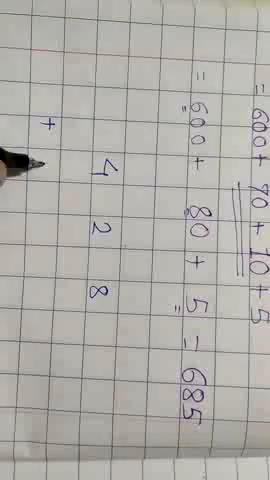 = 600 + 70 + 10 + 5
= 600 + 80 + 5 = 685
4 2 8
+